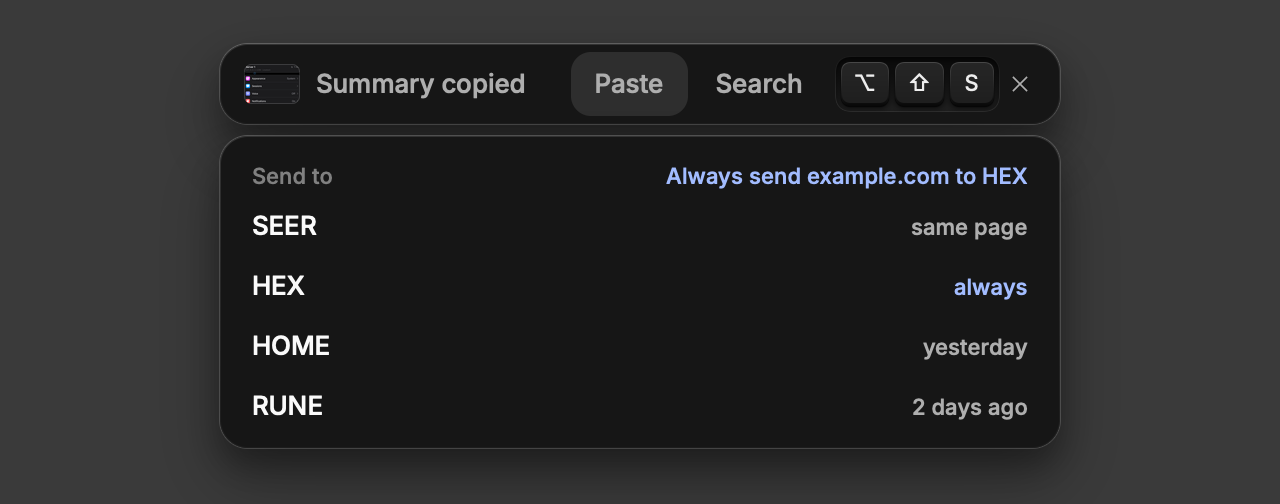 Summary copied Paste Search ⌥ ⇧ S
Send to Always send example.com to HEX
SEER same page
HEX always
HOME yesterday
RUNE 2 days ago